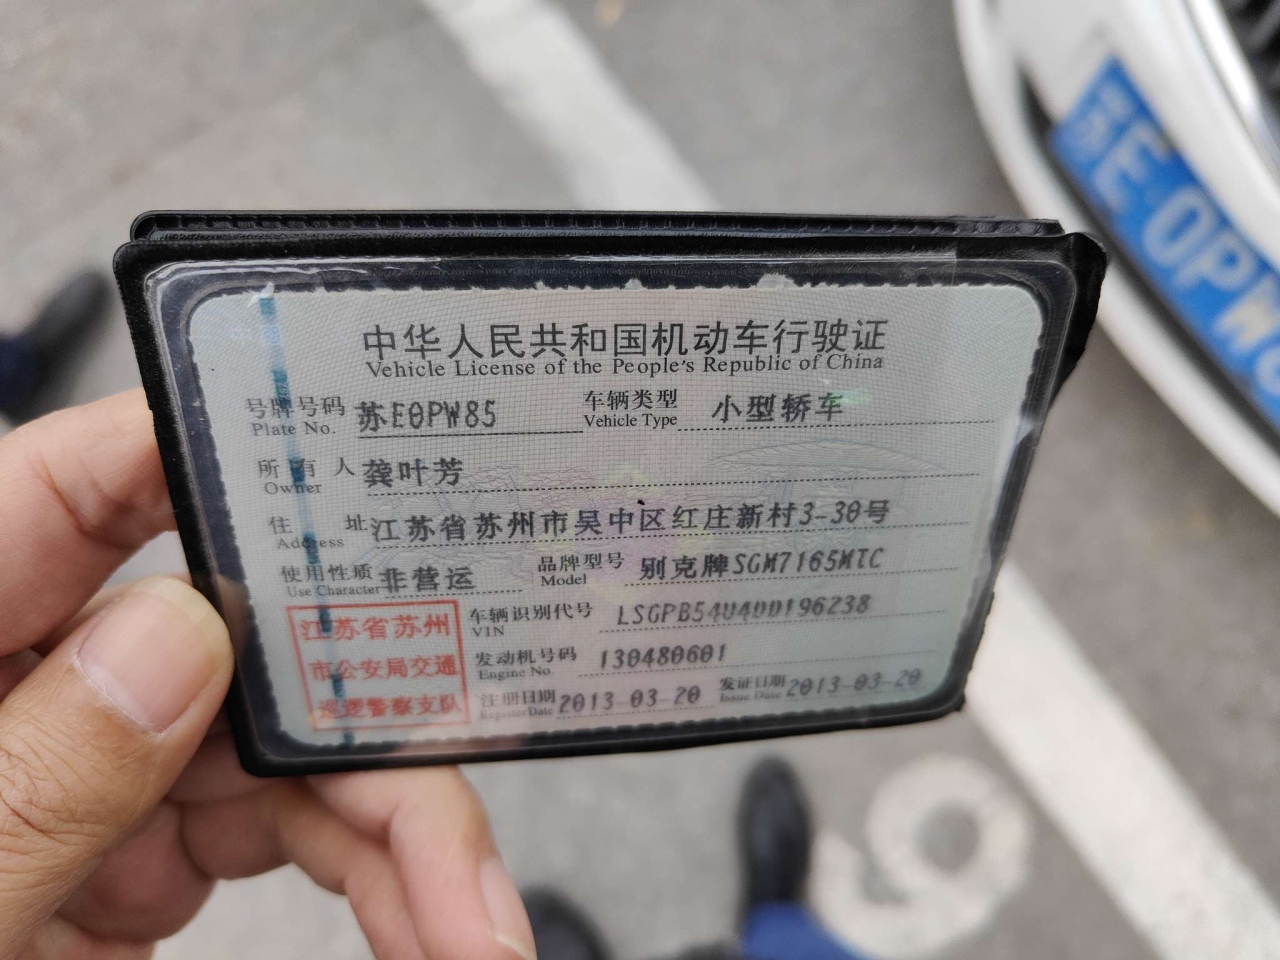 中华人民共和国机动车行驶证
Vehicle License of the People's Republic of China
号牌号码 苏E0PW85 车辆类型 小型轿车
Plate No. Vehicle Type
所有人 龚叶芳
Owner
住址 江苏省苏州市吴中区红庄新村3-30号
Address
使用性质 非营运 品牌型号 别克牌SGM7165MTC
Use Character Model
江苏省苏州
市公安局交通
巡逻警察支队
车辆识别代号 LSGPB54U4DD196238
VIN
发动机号码 130480601
Engine No.
注册日期 2013-03-20 发证日期 2013-03-20
Register Date Issue Date
苏E·0PW8